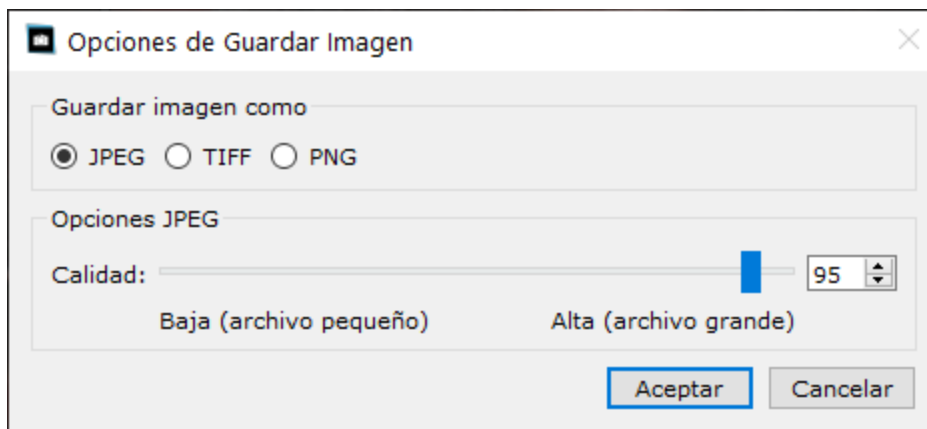 Opciones de Guardar Imagen
Guardar imagen como
JPEG TIFF PNG
Opciones JPEG
Calidad: 95
Baja (archivo pequeño) Alta (archivo grande)
Aceptar Cancelar